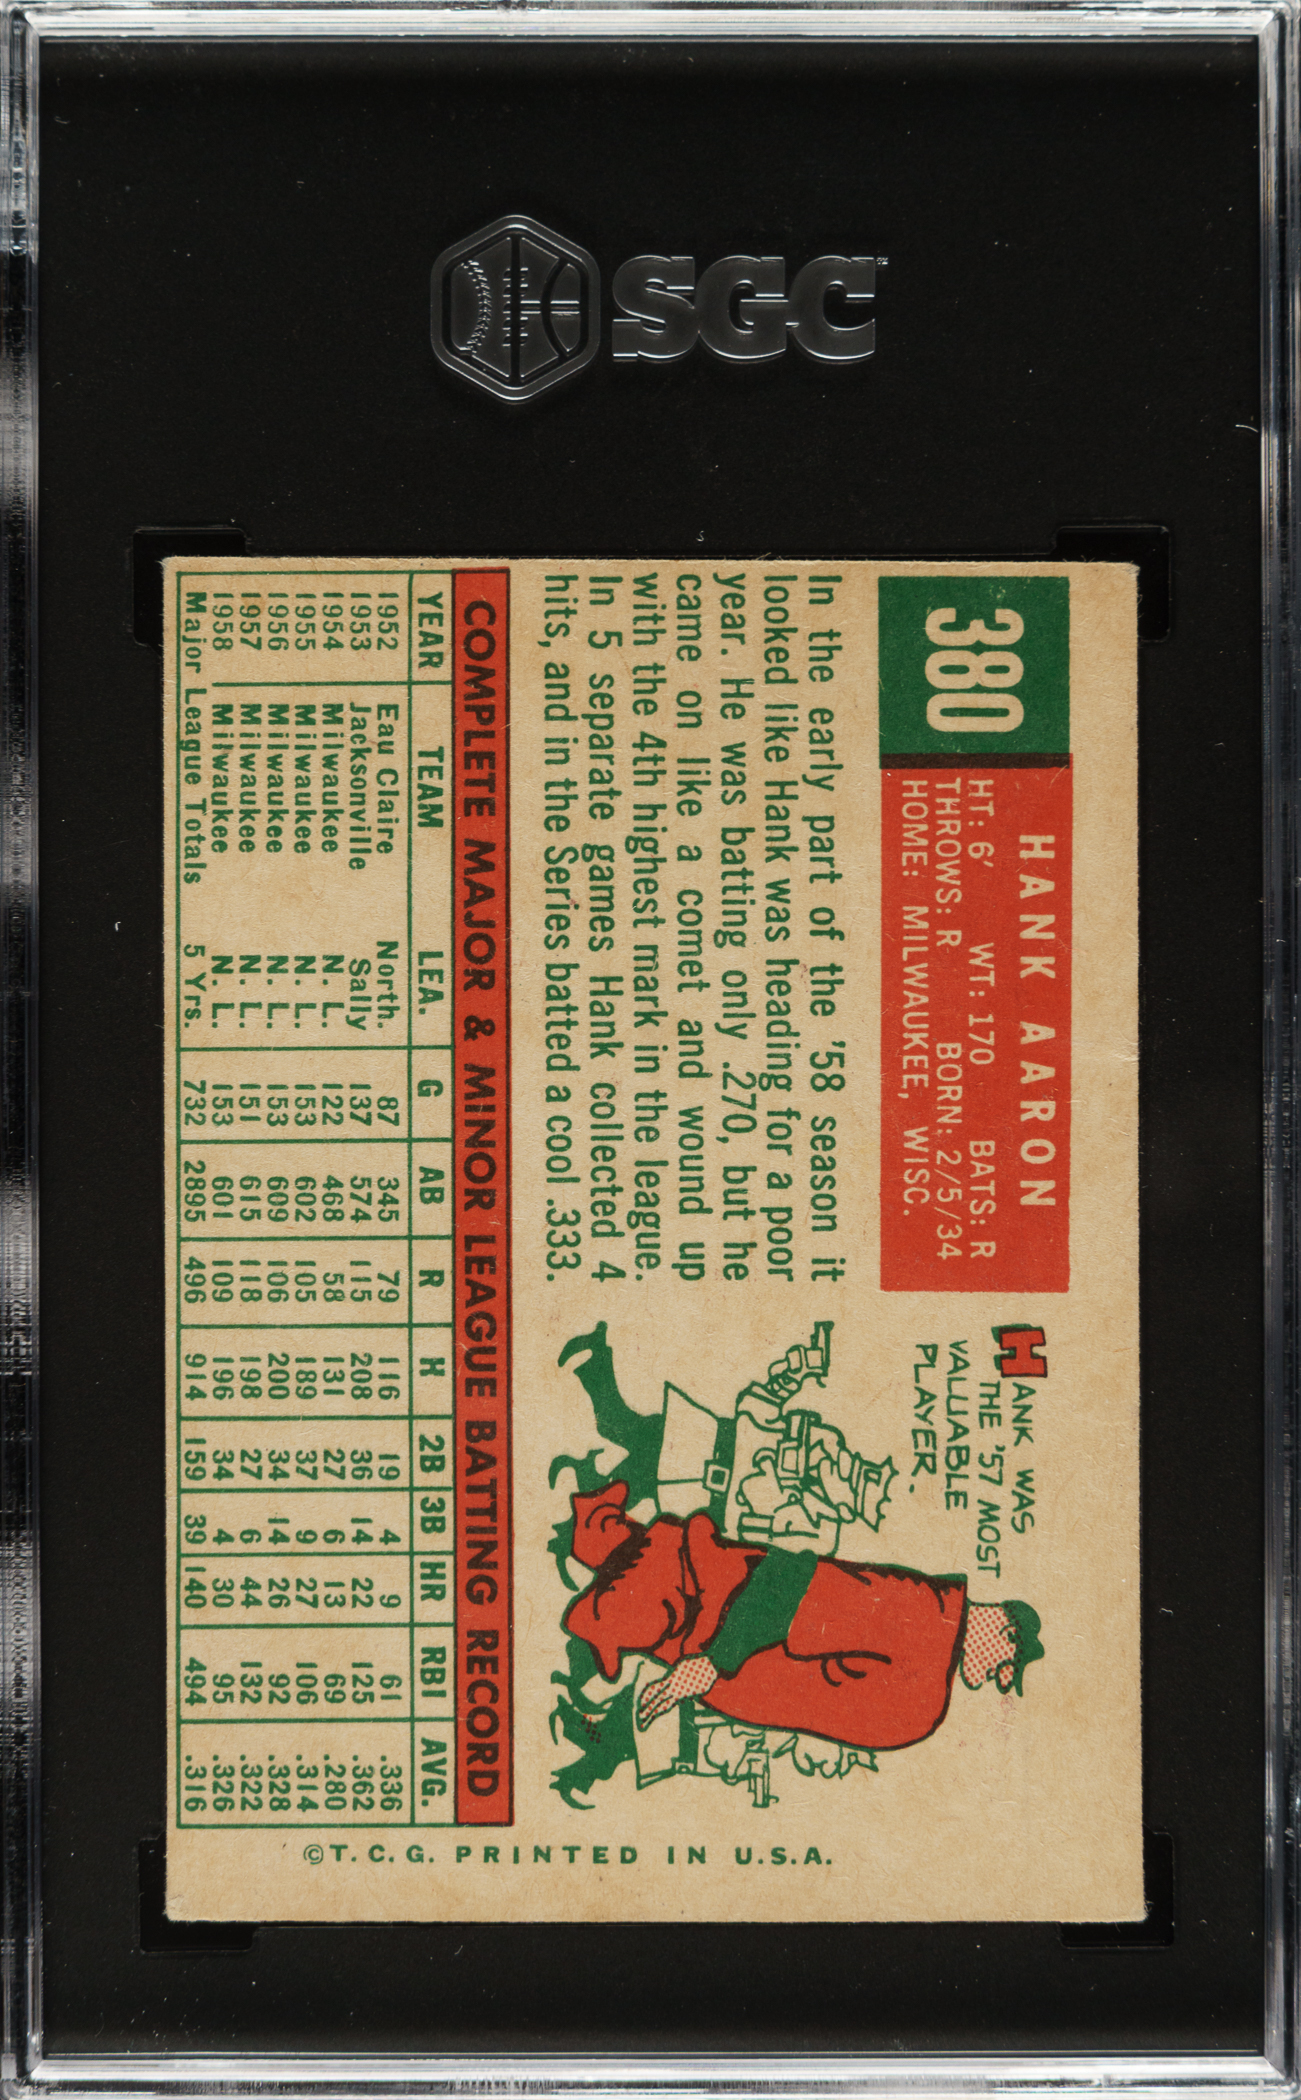 SGC
380
HANK AARON
HT: 6' WT: 170 BATS: R
THROWS: R BORN: 2/5/34
HOME: MILWAUKEE, WISC.
In the early part of the '58 season it
looked like Hank was heading for a poor
year. He was batting only .270, but he
came on like a comet and wound up
with the 4th highest mark in the league.
In 5 separate games Hank collected 4
hits, and in the Series batted a cool .333.
HANK WAS
THE '57 MOST
VALUABLE
PLAYER.
COMPLETE MAJOR & MINOR LEAGUE BATTING RECORD
YEAR TEAM LEA. G AB R H 2B 3B HR RBI AVG.
1952 Eau Claire North. 87 345 79 116 19 4 9 61 .336
1953 Jacksonville Sally 137 574 115 208 36 14 22 125 .362
1954 Milwaukee N. L. 122 468 58 131 27 6 13 69 .280
1955 Milwaukee N. L. 153 602 105 189 37 9 27 106 .314
1956 Milwaukee N. L. 153 609 106 200 34 14 26 92 .328
1957 Milwaukee N. L. 151 615 118 198 27 6 44 132 .322
1958 Milwaukee N. L. 153 601 109 196 34 4 30 95 .326
Major League Totals 5 Yrs. 732 2895 496 914 159 39 140 494 .316
©T. C. G. PRINTED IN U.S.A.